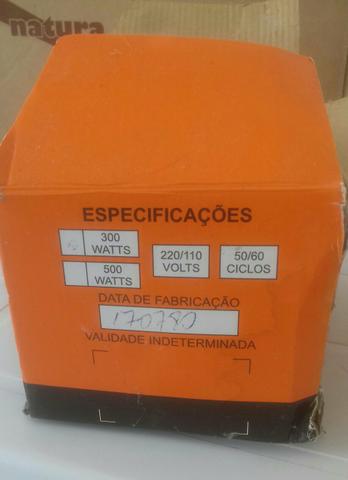 natura
ESPECIFICAÇÕES
300
WATTS
500
WATTS
220/110
VOLTS
50/60
CICLOS
DATA DE FABRICAÇÃO
170780
VALIDADE INDETERMINADA